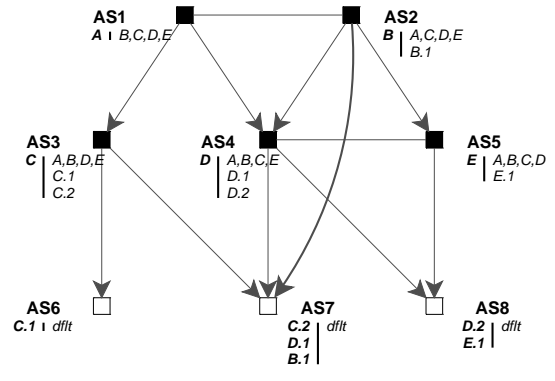 AS1 AS2
A B,C,D,E B A,C,D,E
B.1
AS3 AS4 AS5
C A,B,D,E D A,B,C,E E A,B,C,D
C.1 D.1 E.1
C.2 D.2
AS6 AS7 AS8
C.1 dflt C.2 dflt D.2 dflt
D.1 E.1
B.1